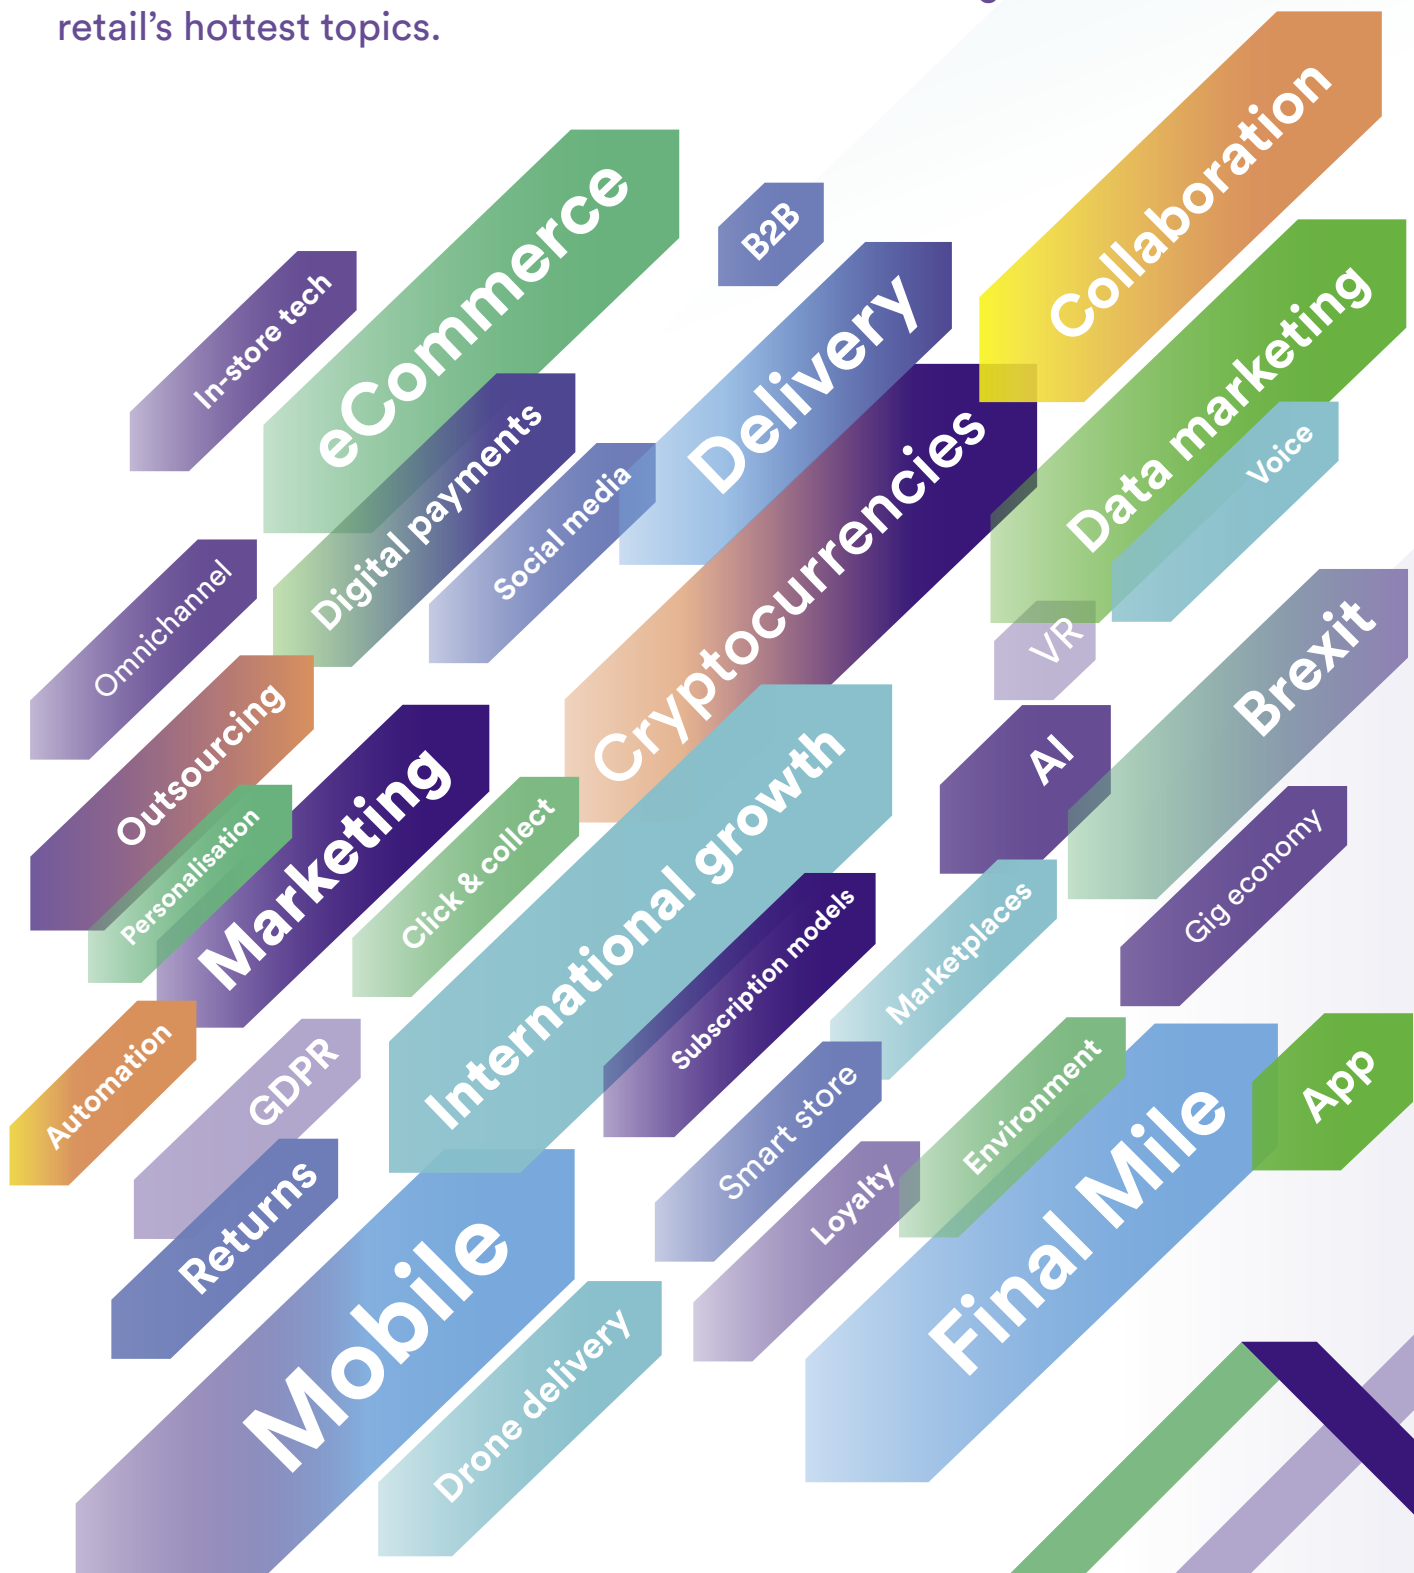 retail's hottest topics.
Collaboration
eCommerce
B2B
In-store tech
Delivery
Data marketing
Digital payments
Social media
Cryptocurrencies
Voice
Omnichannel
VR
Brexit
Outsourcing
Marketing
AI
Personalisation
Click & collect
International growth
Gig economy
Subscription models
Marketplaces
Automation
GDPR
Smart store
Environment
App
Returns
Loyalty
Final Mile
Mobile
Drone delivery